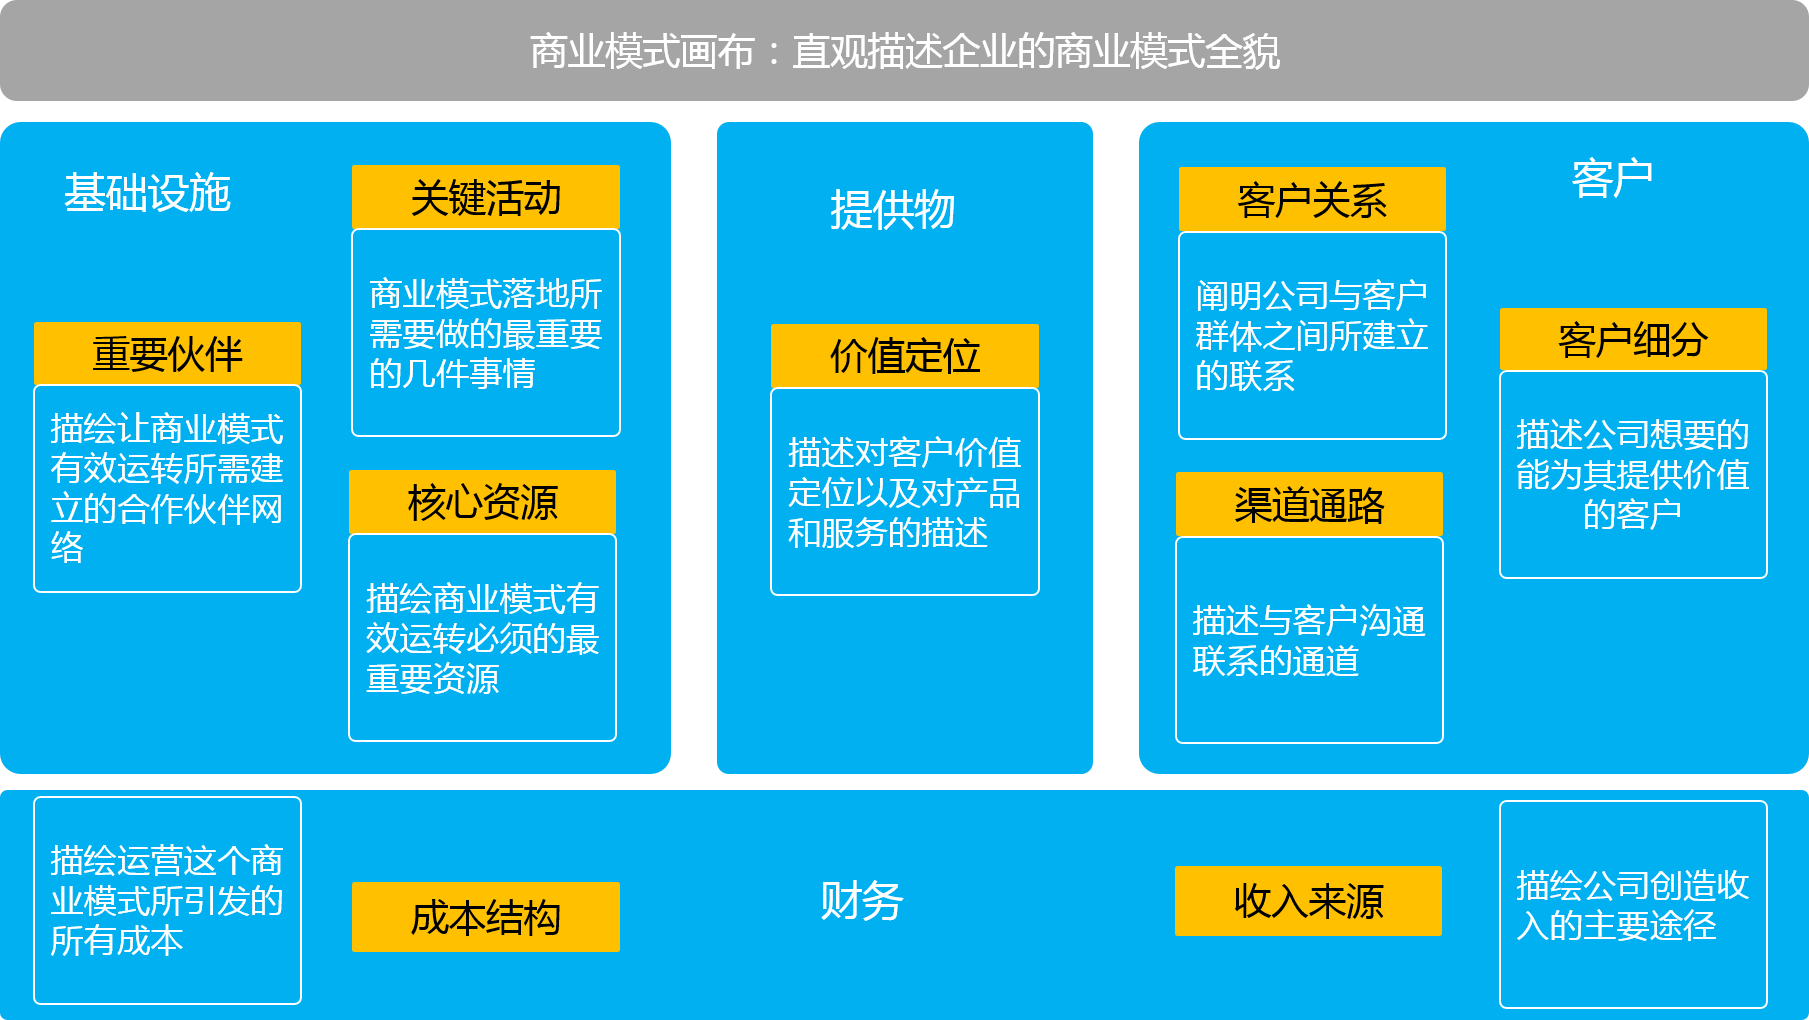 商业模式画布：直观描述企业的商业模式全貌
基础设施
重要伙伴
描绘让商业模式
有效运转所需建
立的合作伙伴网
络
关键活动
商业模式落地所
需要做的最重要
的几件事情
核心资源
描绘商业模式有
效运转必须的最
重要资源
提供物
价值定位
描述对客户价值
定位以及对产品
和服务的描述
客户关系
阐明公司与客户
群体之间所建立
的联系
渠道通路
描述与客户沟通
联系的通道
客户
客户细分
描述公司想要的
能为其提供价值
的客户
描绘运营这个商
业模式所引发的
所有成本
成本结构
财务
收入来源
描绘公司创造收
入的主要途径